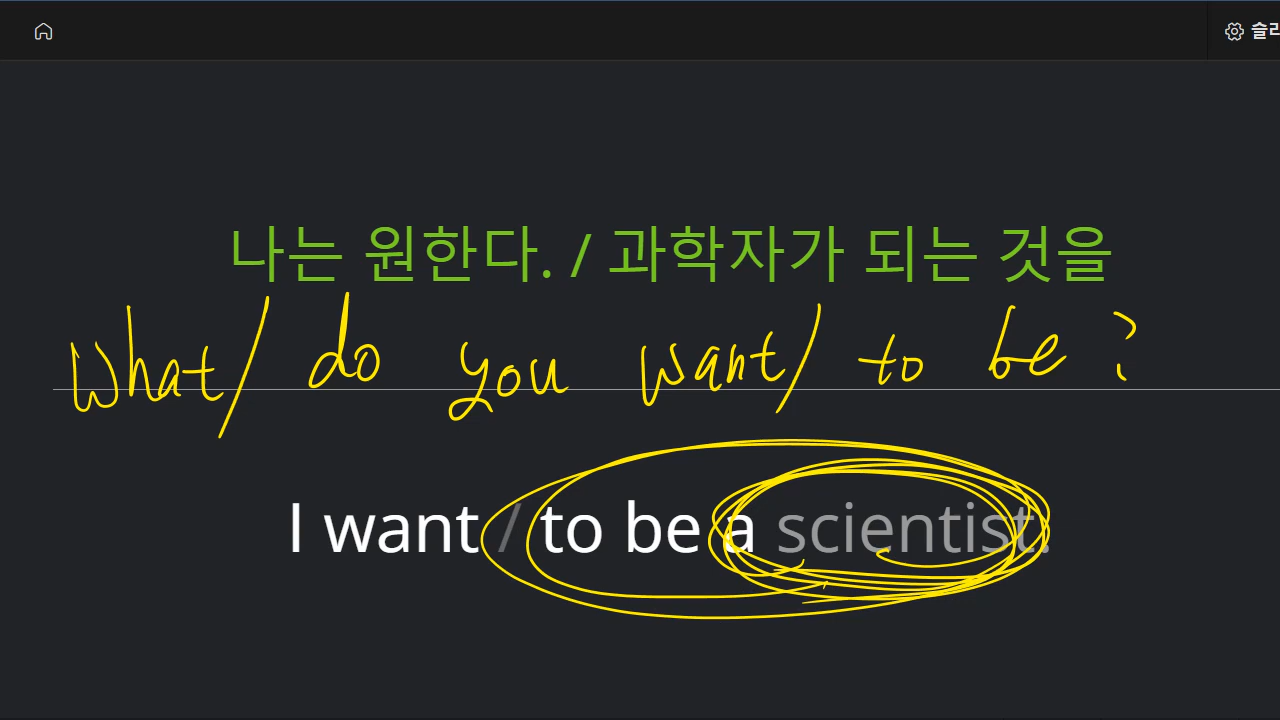 나는 원한다. / 과학자가 되는 것을
What / do you want / to be ?
I want / to be a scientist.